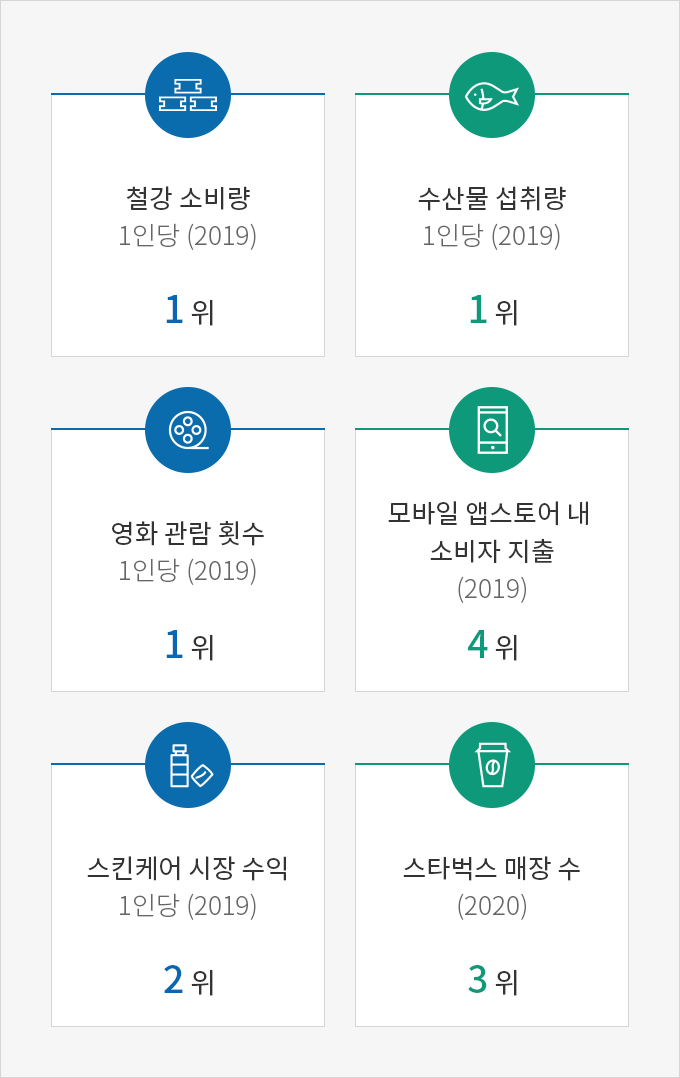 철강 소비량
1인당 (2019)
1 위
수산물 섭취량
1인당 (2019)
1 위
영화 관람 횟수
1인당 (2019)
1 위
모바일 앱스토어 내
소비자 지출
(2019)
4 위
스킨케어 시장 수익
1인당 (2019)
2 위
스타벅스 매장 수
(2020)
3 위